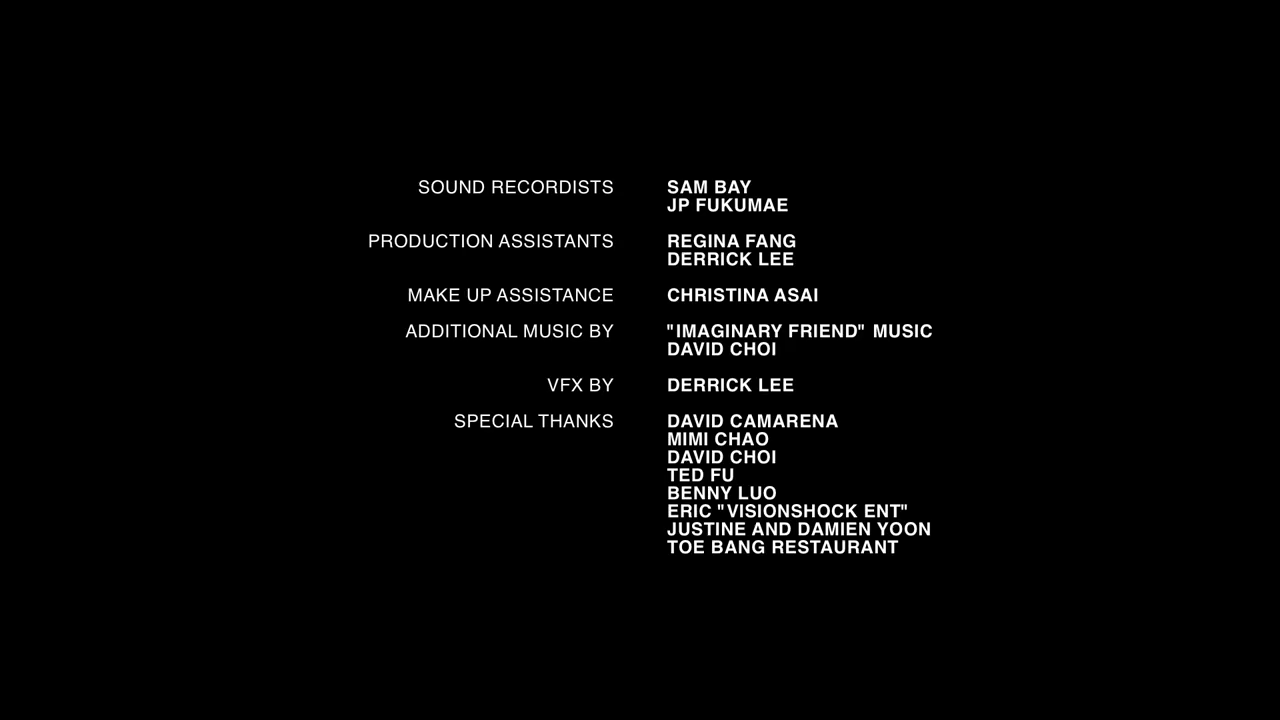 SOUND RECORDISTS SAM BAY
JP FUKUMAE
PRODUCTION ASSISTANTS REGINA FANG
DERRICK LEE
MAKE UP ASSISTANCE CHRISTINA ASAI
ADDITIONAL MUSIC BY "IMAGINARY FRIEND" MUSIC
DAVID CHOI
VFX BY DERRICK LEE
SPECIAL THANKS DAVID CAMARENA
MIMI CHAO
DAVID CHOI
TED FU
BENNY LUO
ERIC "VISIONSHOCK ENT"
JUSTINE AND DAMIEN YOON
TOE BANG RESTAURANT